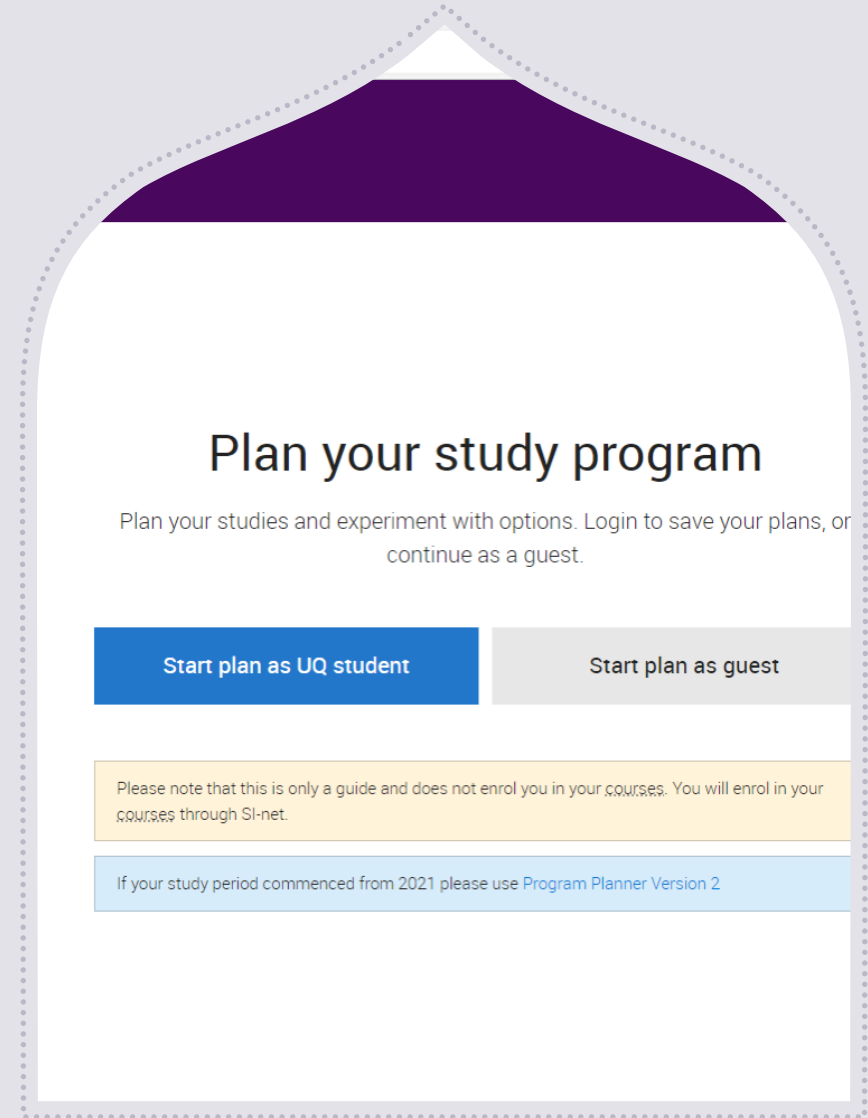 Plan your study program
Plan your studies and experiment with options. Login to save your plans, or
continue as a guest.
Start plan as UQ student
Start plan as guest
Please note that this is only a guide and does not enrol you in your courses. You will enrol in your
courses through SI-net.
If your study period commenced from 2021 please use Program Planner Version 2